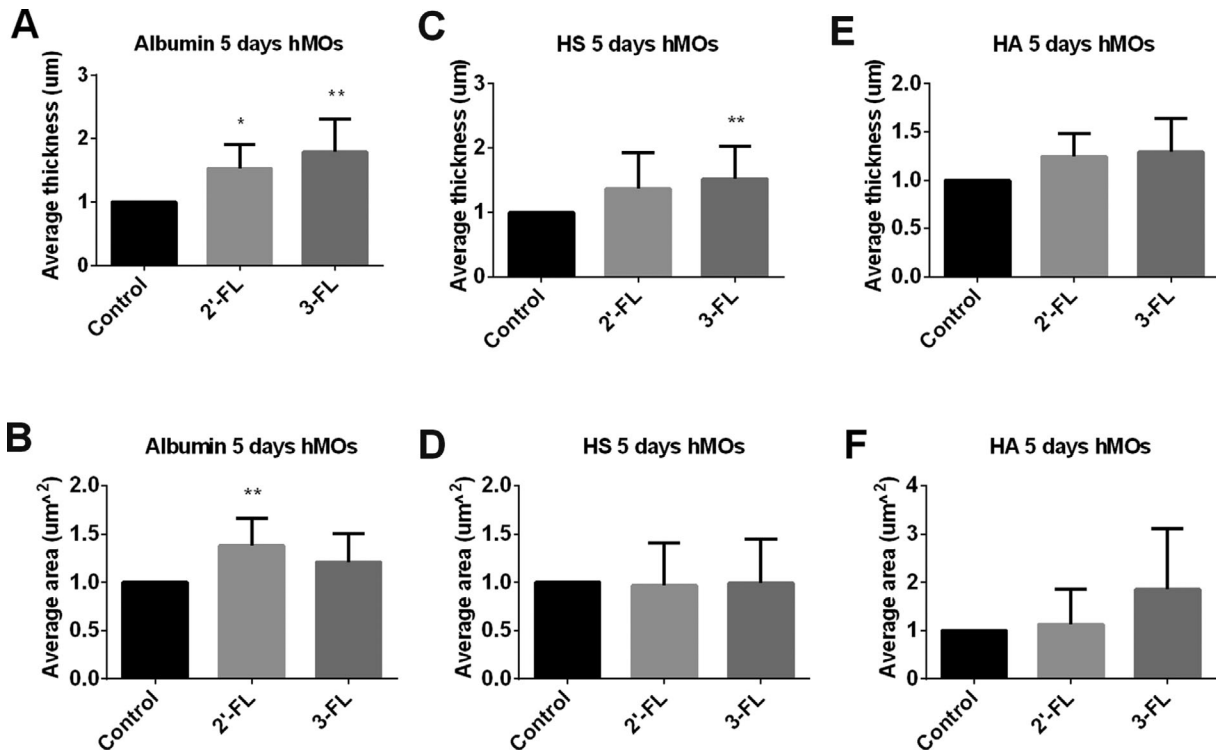 A
Albumin 5 days hMOs
Average thickness (um)
3
2
1
0
*
**
Control
2'-FL
3-FL
C
HS 5 days hMOs
Average thickness (um)
3
2
1
0
**
Control
2'-FL
3-FL
E
HA 5 days hMOs
Average thickness (um)
2.0
1.5
1.0
0.5
0.0
Control
2'-FL
3-FL
B
Albumin 5 days hMOs
Average area (um^²)
2.0
1.5
1.0
0.5
0.0
**
Control
2'-FL
3-FL
D
HS 5 days hMOs
Average area (um^²)
2.0
1.5
1.0
0.5
0.0
Control
2'-FL
3-FL
F
HA 5 days hMOs
Average area (um^²)
4
3
2
1
0
Control
2'-FL
3-FL